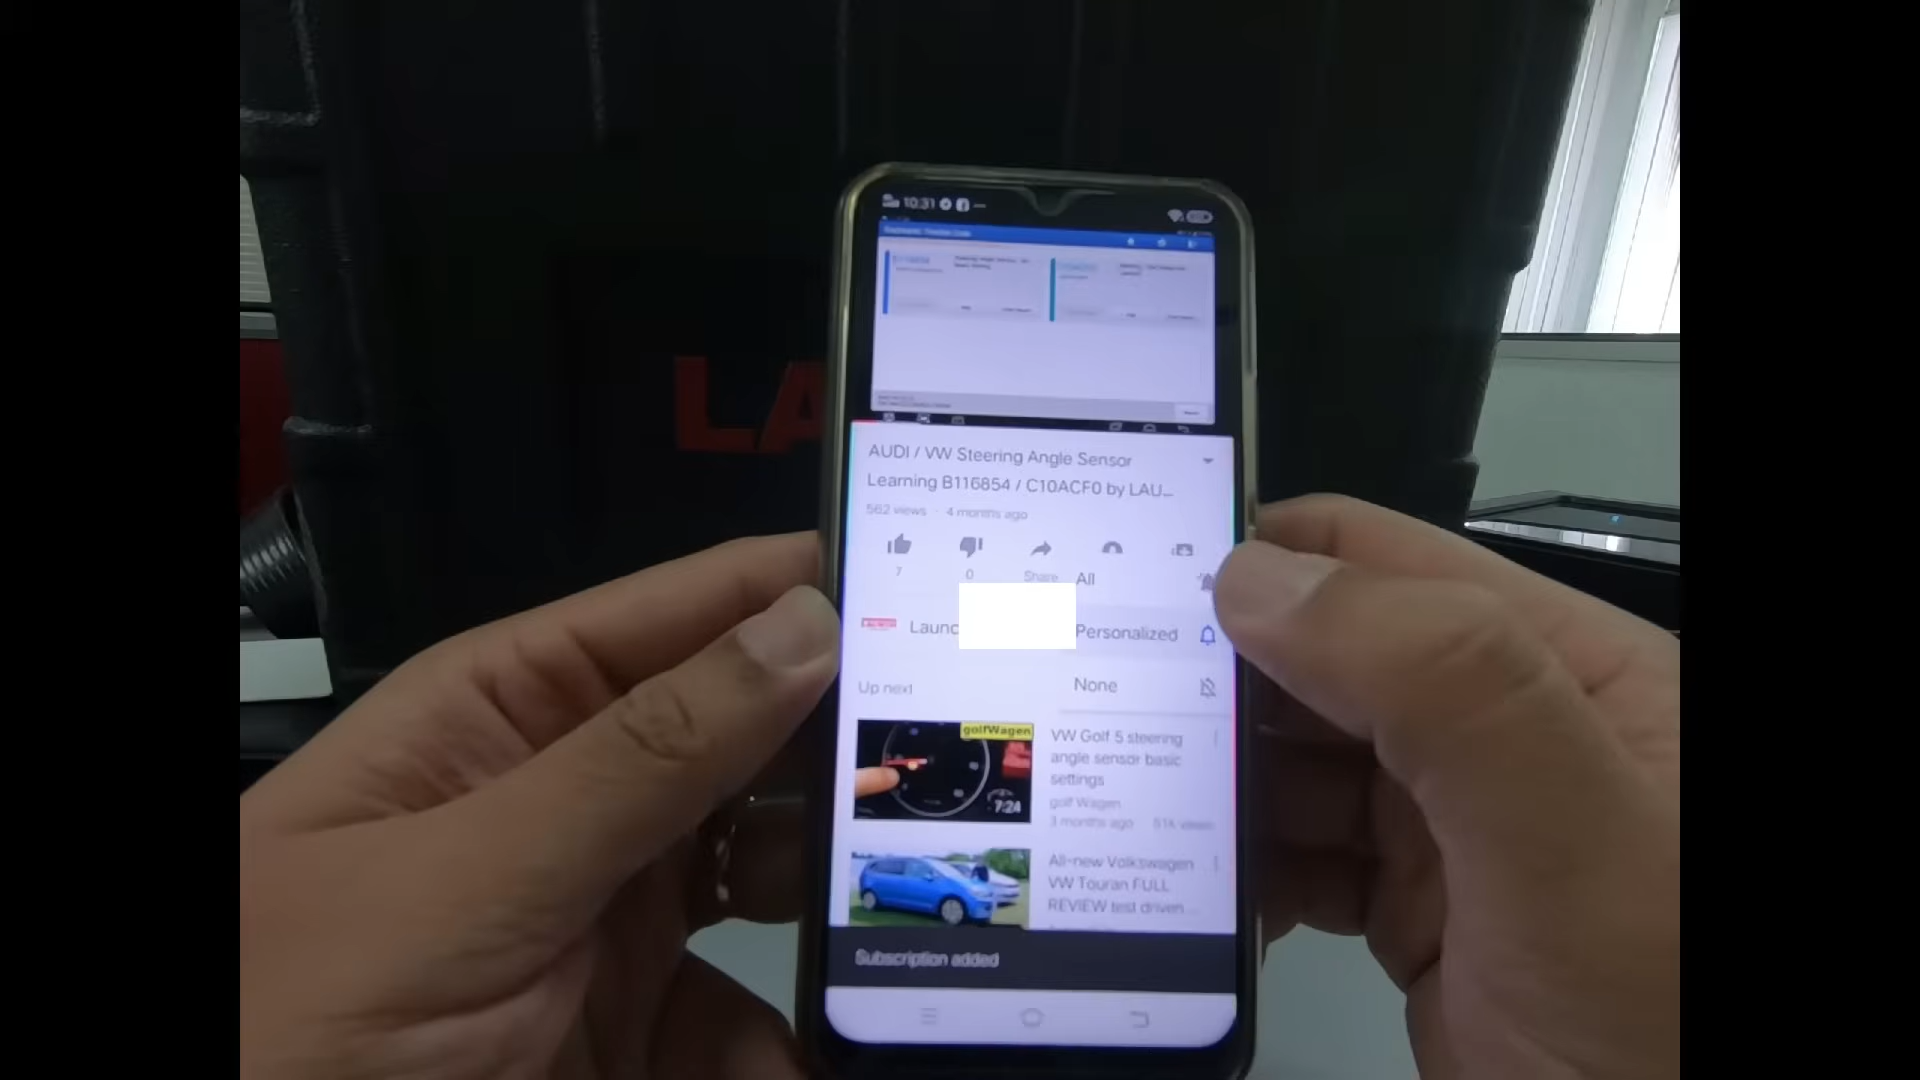 LA
10:31
AUDI / VW Steering Angle Sensor
Learning B116854 / C10ACF0 by LAU...
562 views · 4 months ago
7
0
Share
All
Launc
Personalized
None
Up next
golfWagen
7:24
VW Golf 5 steering
angle sensor basic
settings
golf Wagen
3 months ago
51K views
All-new Volkswagen
VW Touran FULL
REVIEW test driven...
Subscription added